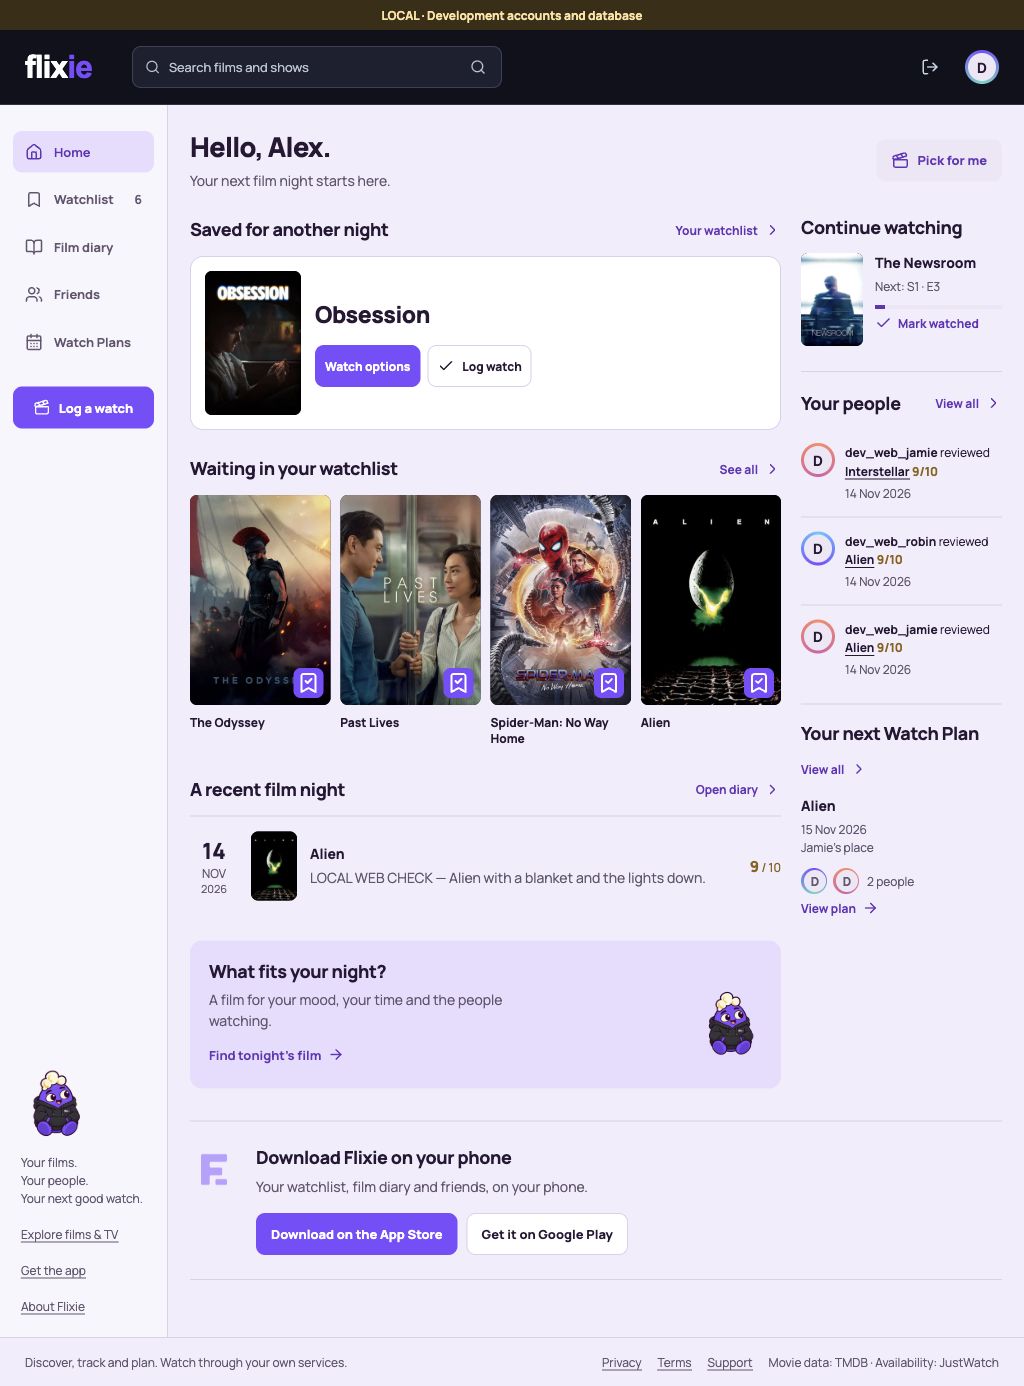 LOCAL · Development accounts and database
flixie
Search films and shows
D
Home
Watchlist 6
Film diary
Friends
Watch Plans
Log a watch
Hello, Alex.
Your next film night starts here.
Pick for me
Saved for another night
Your watchlist
OBSESSION
Obsession
Watch options
Log watch
Waiting in your watchlist
See all
THE ODYSS
PAST
LIVES
SPIDER-MA
No Way Home
ALIEN
The Odyssey
Past Lives
Spider-Man: No Way
Home
Alien
A recent film night
Open diary
14
NOV
2026
Alien
LOCAL WEB CHECK — Alien with a blanket and the lights down.
9 / 10
What fits your night?
A film for your mood, your time and the people
watching.
Find tonight's film
Continue watching
NEWSROOM
The Newsroom
Next: S1 · E3
Mark watched
Your people
View all
D
dev_web_jamie reviewed
Interstellar 9/10
14 Nov 2026
D
dev_web_robin reviewed
Alien 9/10
14 Nov 2026
D
dev_web_jamie reviewed
Alien 9/10
14 Nov 2026
Your next Watch Plan
View all
Alien
15 Nov 2026
Jamie's place
D D 2 people
View plan
Download Flixie on your phone
Your watchlist, film diary and friends, on your phone.
Download on the App Store
Get it on Google Play
Your films.
Your people.
Your next good watch.
Explore films & TV
Get the app
About Flixie
Discover, track and plan. Watch through your own services.
Privacy Terms Support Movie data: TMDB · Availability: JustWatch